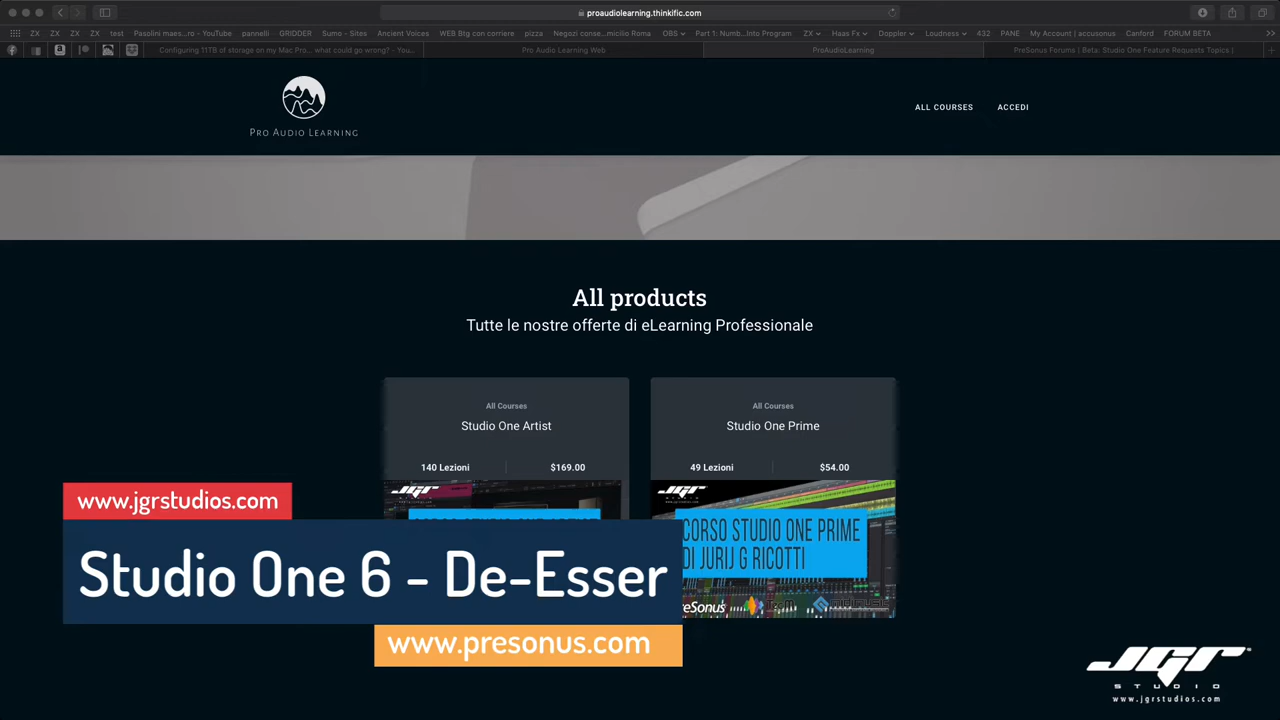 proaudiolearning.thinkific.com
ZX ZX ZX ZX test Pasolini maes...ro - YouTube pannelli GRIDDER Sumo - Sites Ancient Voices WEB Btg con corriere pizza Negozi conse...micilio Roma OBS Part 1: Numb...Into Program ZX Haas Fx Doppler Loudness 432 PANE My Account | accusonus Canford FORUM BETA
Configuring 11TB of storage on my Mac Pro... what could go wrong? - You... Pro Audio Learning Web ProAudioLearning PreSonus Forums | Beta: Studio One Feature Requests Topics |
PRO AUDIO LEARNING
ALL COURSES ACCEDI
All products
Tutte le nostre offerte di eLearning Professionale
All Courses
Studio One Artist
140 Lezioni $169.00
All Courses
Studio One Prime
49 Lezioni $54.00
JGR
JGR
CORSO STUDIO ONE PRIME
DI JURIJ G RICOTTI
www.jgrstudios.com
Studio One 6 - De-Esser
www.presonus.com
JGR
STUDIO
www.jgrstudios.com